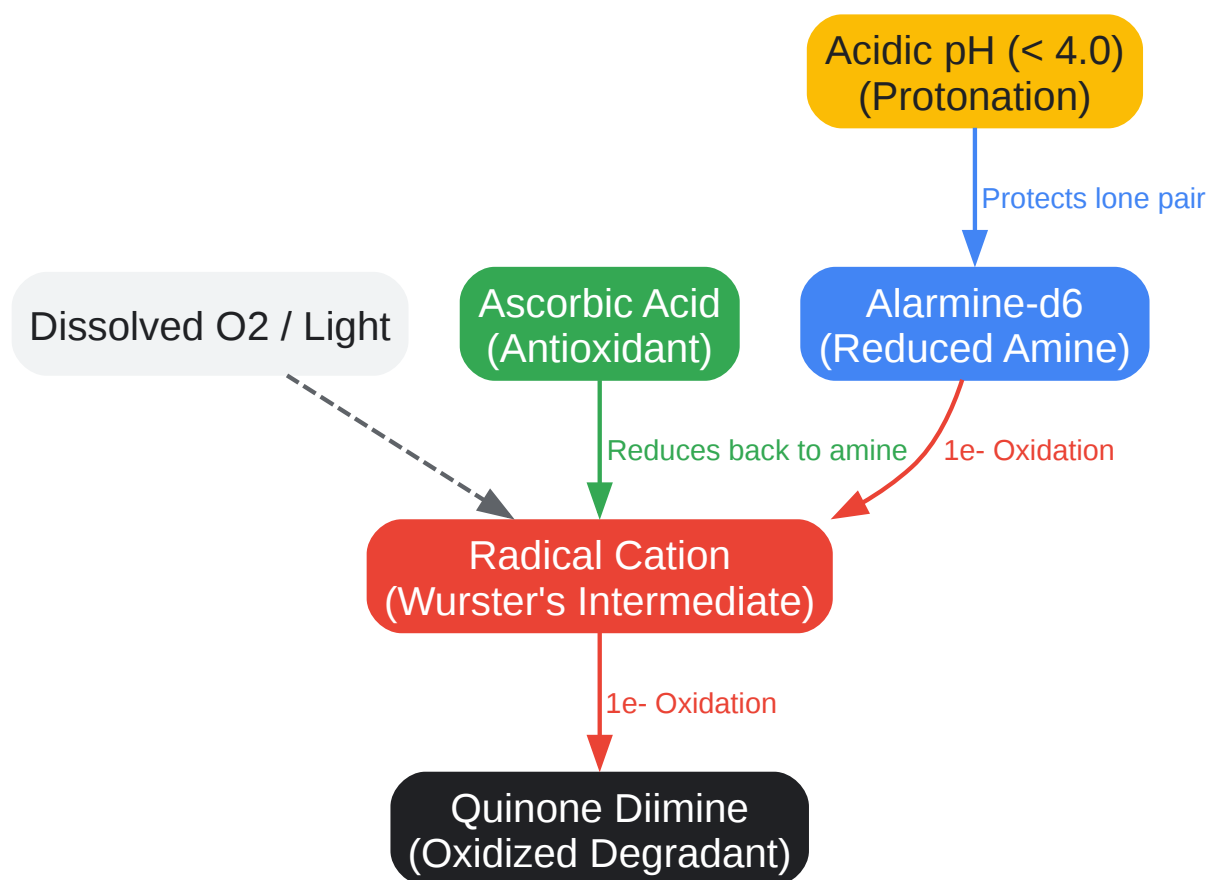 Acidic pH (< 4.0)
(Protonation)
Protects lone pair
Dissolved O2 / Light
Ascorbic Acid
(Antioxidant)
Alarmine-d6
(Reduced Amine)
Reduces back to amine
1e- Oxidation
Radical Cation
(Wurster's Intermediate)
1e- Oxidation
Quinone Diimine
(Oxidized Degradant)